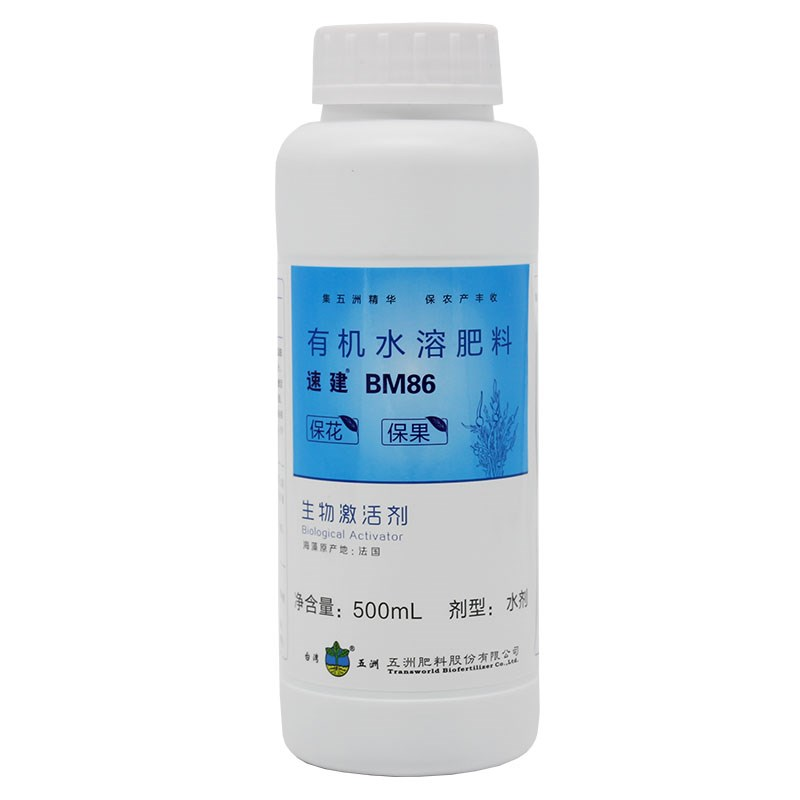 集五洲精华 保农产丰收
有机水溶肥料
速建® BM86
保花 保果
生物激活剂
Biological Activator
海藻原产地：法国
净含量：500mL 剂型：水剂
台湾 ® 五洲 五洲肥料股份有限公司
Transworld Biofertiliser Co.,Ltd.